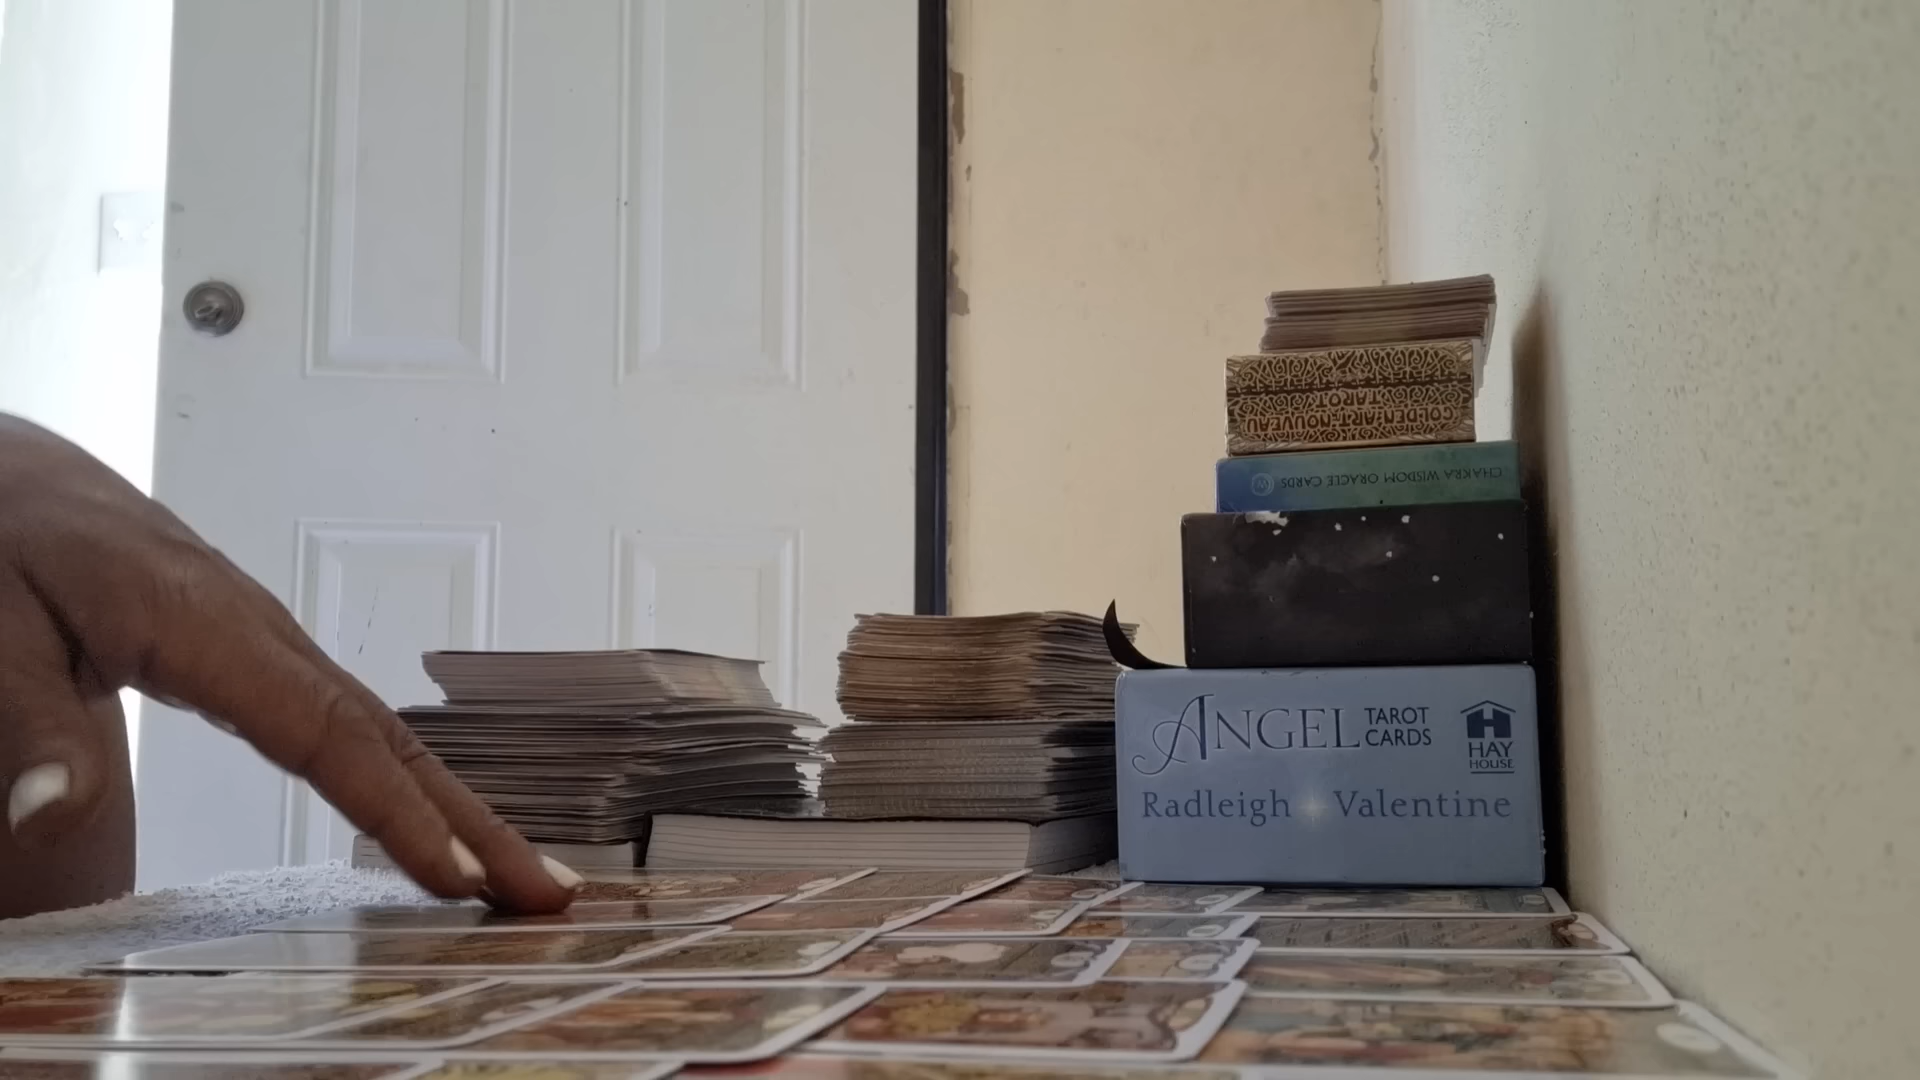 GOLDEN ART NOUVEAU
TAROT
CHAKRA WISDOM ORACLE CARDS
ANGEL TAROT CARDS
HAY HOUSE
Radleigh Valentine